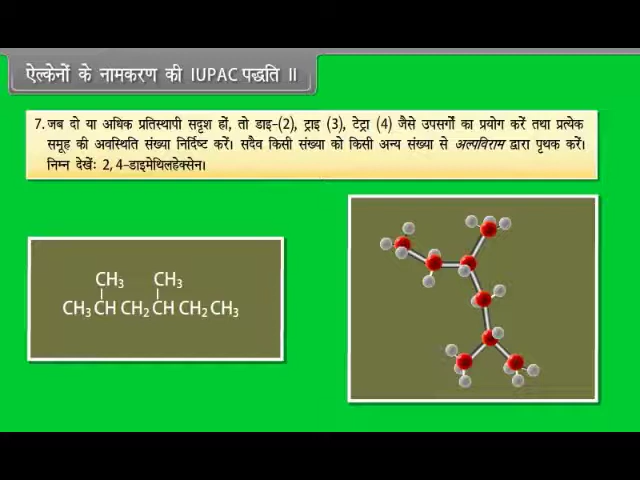 ऐल्केनों के नामकरण की IUPAC पद्धति II
7. जब दो या अधिक प्रतिस्थापी सदृश हों, तो डाइ-(2), ट्राइ (3), टेट्रा (4) जैसे उपसर्गों का प्रयोग करें तथा प्रत्येक
समूह की अवस्थिति संख्या निर्दिष्ट करें। सदैव किसी संख्या को किसी अन्य संख्या से अल्पविराम द्वारा पृथक करें।
निम्न देखेंः 2, 4-डाइमेथिलहेक्सेन।
CH₃ CH₃
CH₃ CH CH₂ CH CH₂ CH₃